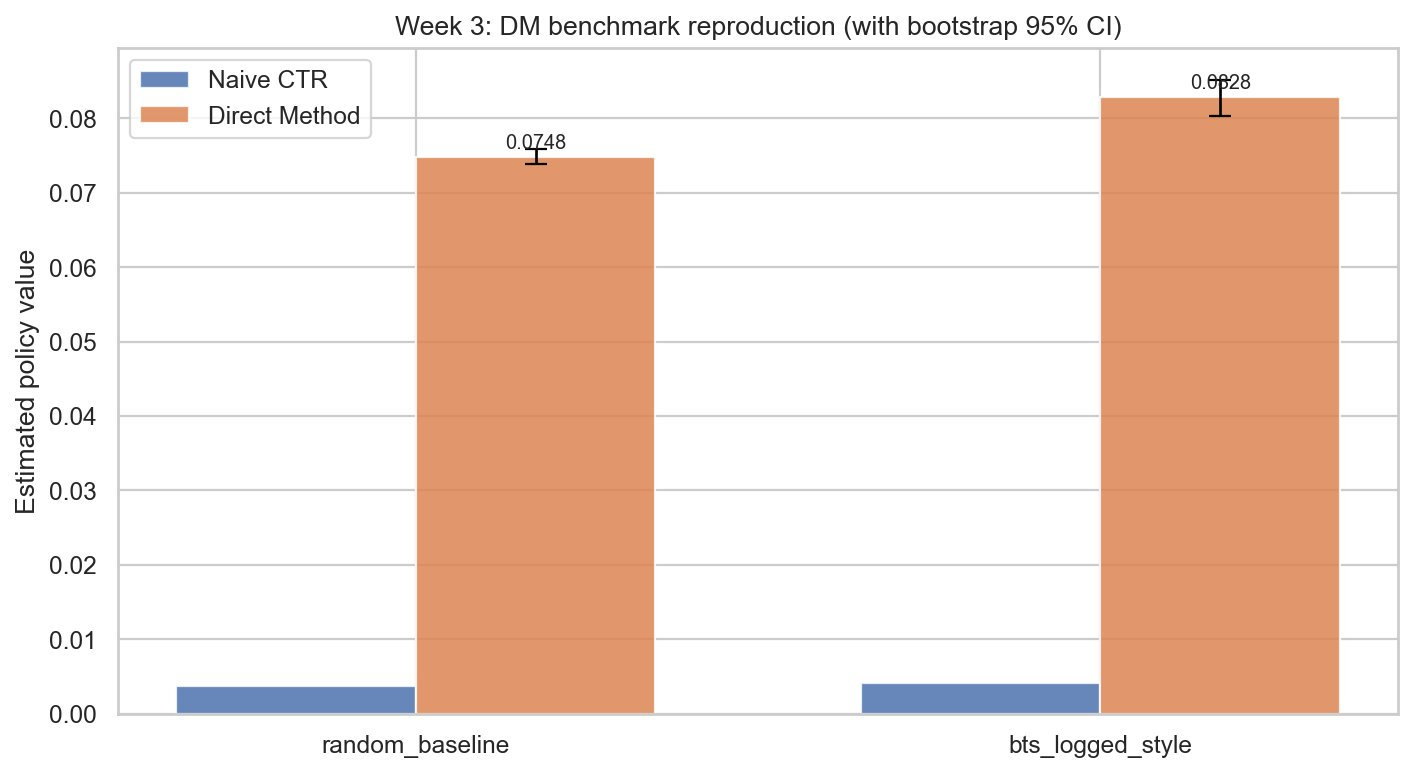 Week 3: DM benchmark reproduction (with bootstrap 95% CI)
Naive CTR
Direct Method
Estimated policy value
0.08
0.07
0.06
0.05
0.04
0.03
0.02
0.01
0.00
0.0748
0.0828
random_baseline
bts_logged_style